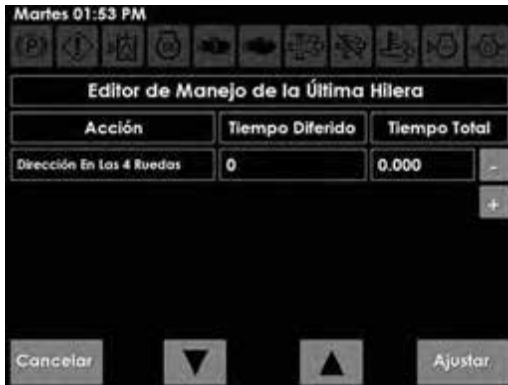 Martes 01:53 PM
(P)
Editor de Manejo de la Última Hilera
Acción Tiempo Diferido Tiempo Total
Dirección En Las 4 Ruedas 0 0.000 -
+
Cancelar Ajustar